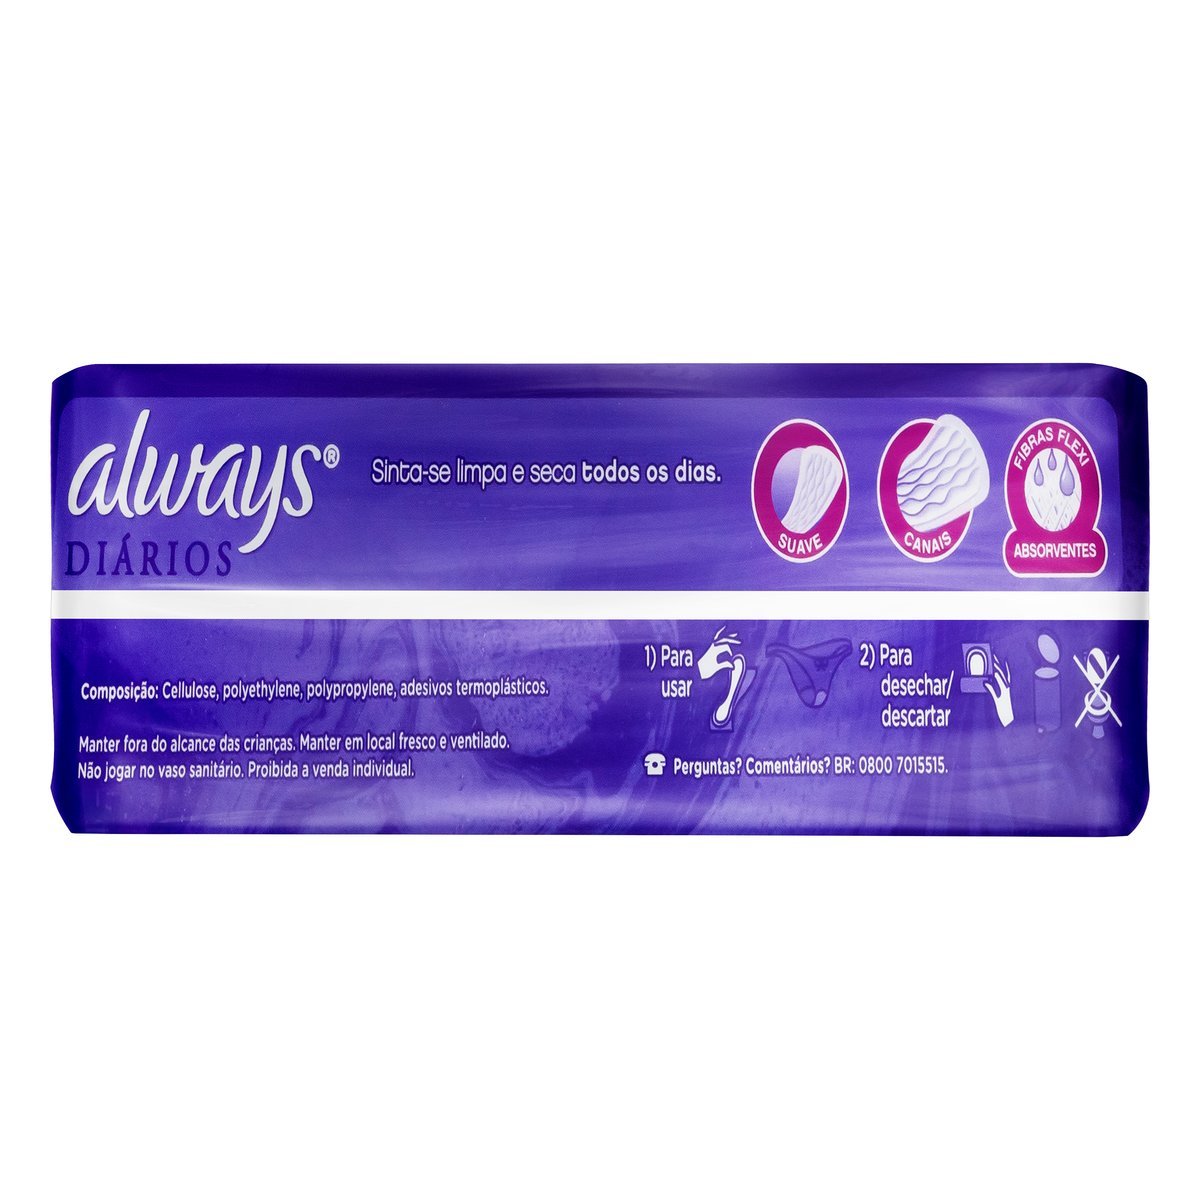 always®
DIÁRIOS
Sinta-se limpa e seca todos os dias.
SUAVE
CANAIS
FIBRAS FLEXI
ABSORVENTES
Composição: Cellulose, polyethylene, polypropylene, adesivos termoplásticos.
Manter fora do alcance das crianças. Manter em local fresco e ventilado.
Não jogar no vaso sanitário. Proibida a venda individual.
1) Para
usar
2) Para
desechar/
descartar
Perguntas? Comentários? BR: 0800 7015515.